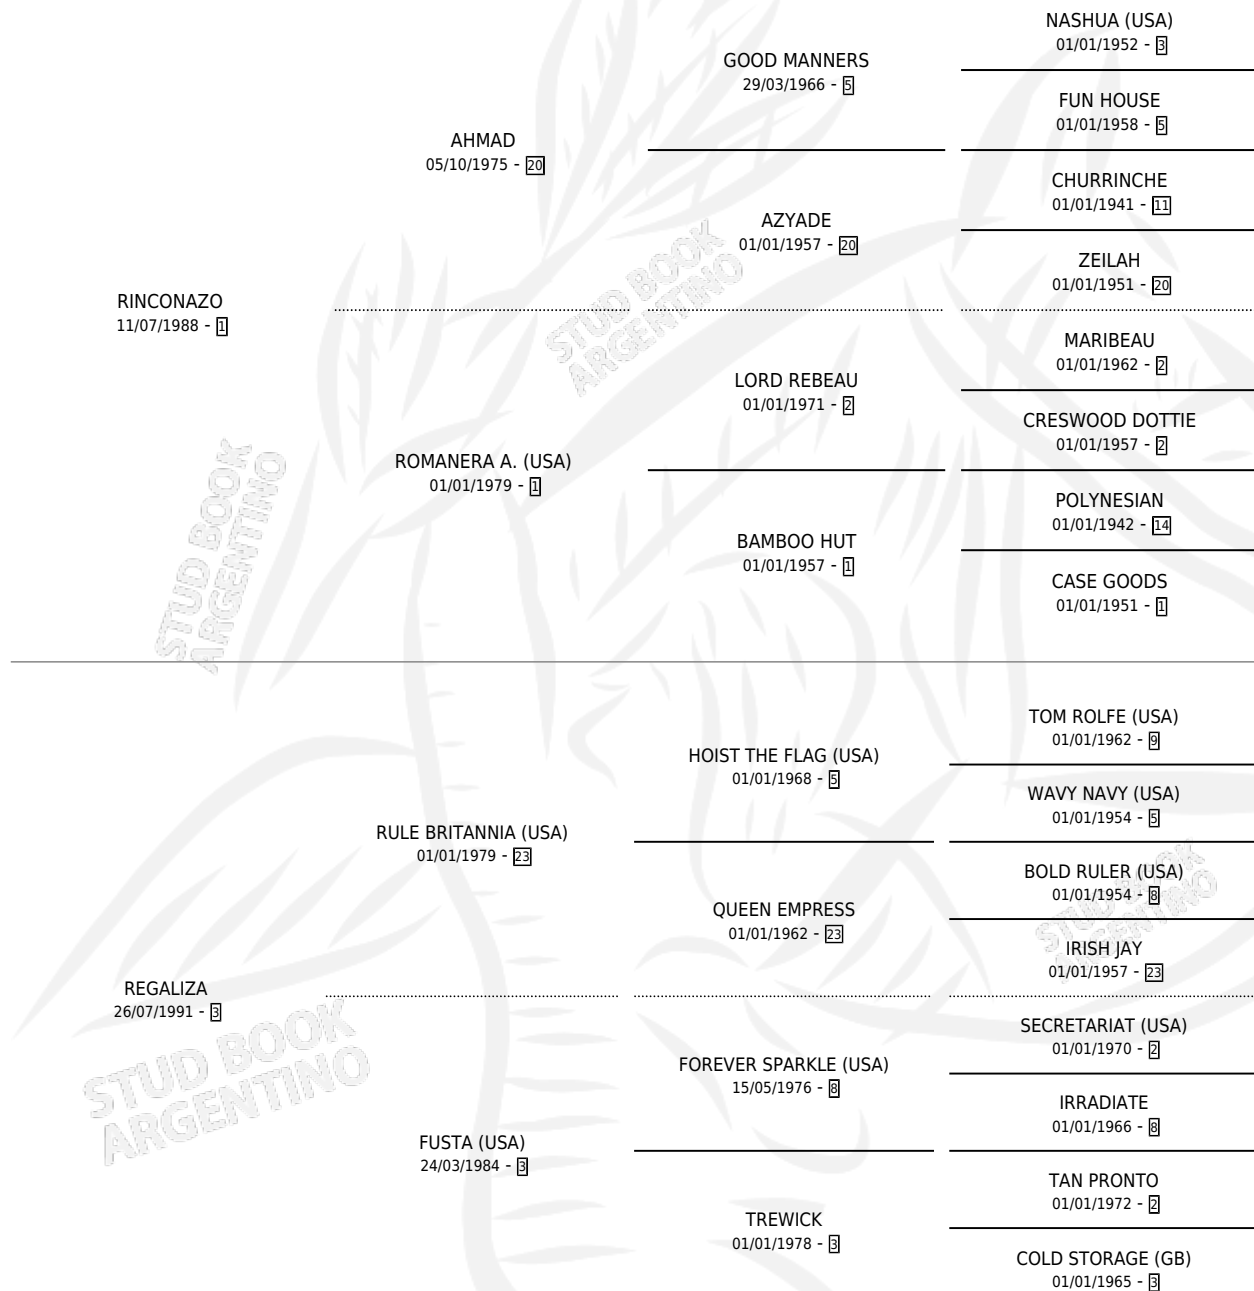 NASHUA (USA)
01/01/1952 - 3
GOOD MANNERS
29/03/1966 - 5
FUN HOUSE
01/01/1958 - 5
AHMAD
05/10/1975 - 20
CHURRINCHE
01/01/1941 - 11
AZYADE
01/01/1957 - 20
ZEILAH
01/01/1951 - 20
RINCONAZO
11/07/1988 - 1
MARIBEAU
01/01/1962 - 2
LORD REBEAU
01/01/1971 - 2
CRESWOOD DOTTIE
01/01/1957 - 2
ROMANERA A. (USA)
01/01/1979 - 1
POLYNESIAN
01/01/1942 - 14
BAMBOO HUT
01/01/1957 - 1
CASE GOODS
01/01/1951 - 1
TOM ROLFE (USA)
01/01/1962 - 9
HOIST THE FLAG (USA)
01/01/1968 - 5
WAVY NAVY (USA)
01/01/1954 - 5
RULE BRITANNIA (USA)
01/01/1979 - 23
BOLD RULER (USA)
01/01/1954 - 8
QUEEN EMPRESS
01/01/1962 - 23
IRISH JAY
01/01/1957 - 23
REGALIZA
26/07/1991 - 3
SECRETARIAT (USA)
01/01/1970 - 2
FOREVER SPARKLE (USA)
15/05/1976 - 8
IRRADIATE
01/01/1966 - 8
FUSTA (USA)
24/03/1984 - 3
TAN PRONTO
01/01/1972 - 2
TREWICK
01/01/1978 - 3
COLD STORAGE (GB)
01/01/1965 - 3
STUD BOOK
ARGENTINO
STUD BOOK
ARGENTINO
STUD BOOK
ARGENTINO
STUD BOOK
ARGENTINO